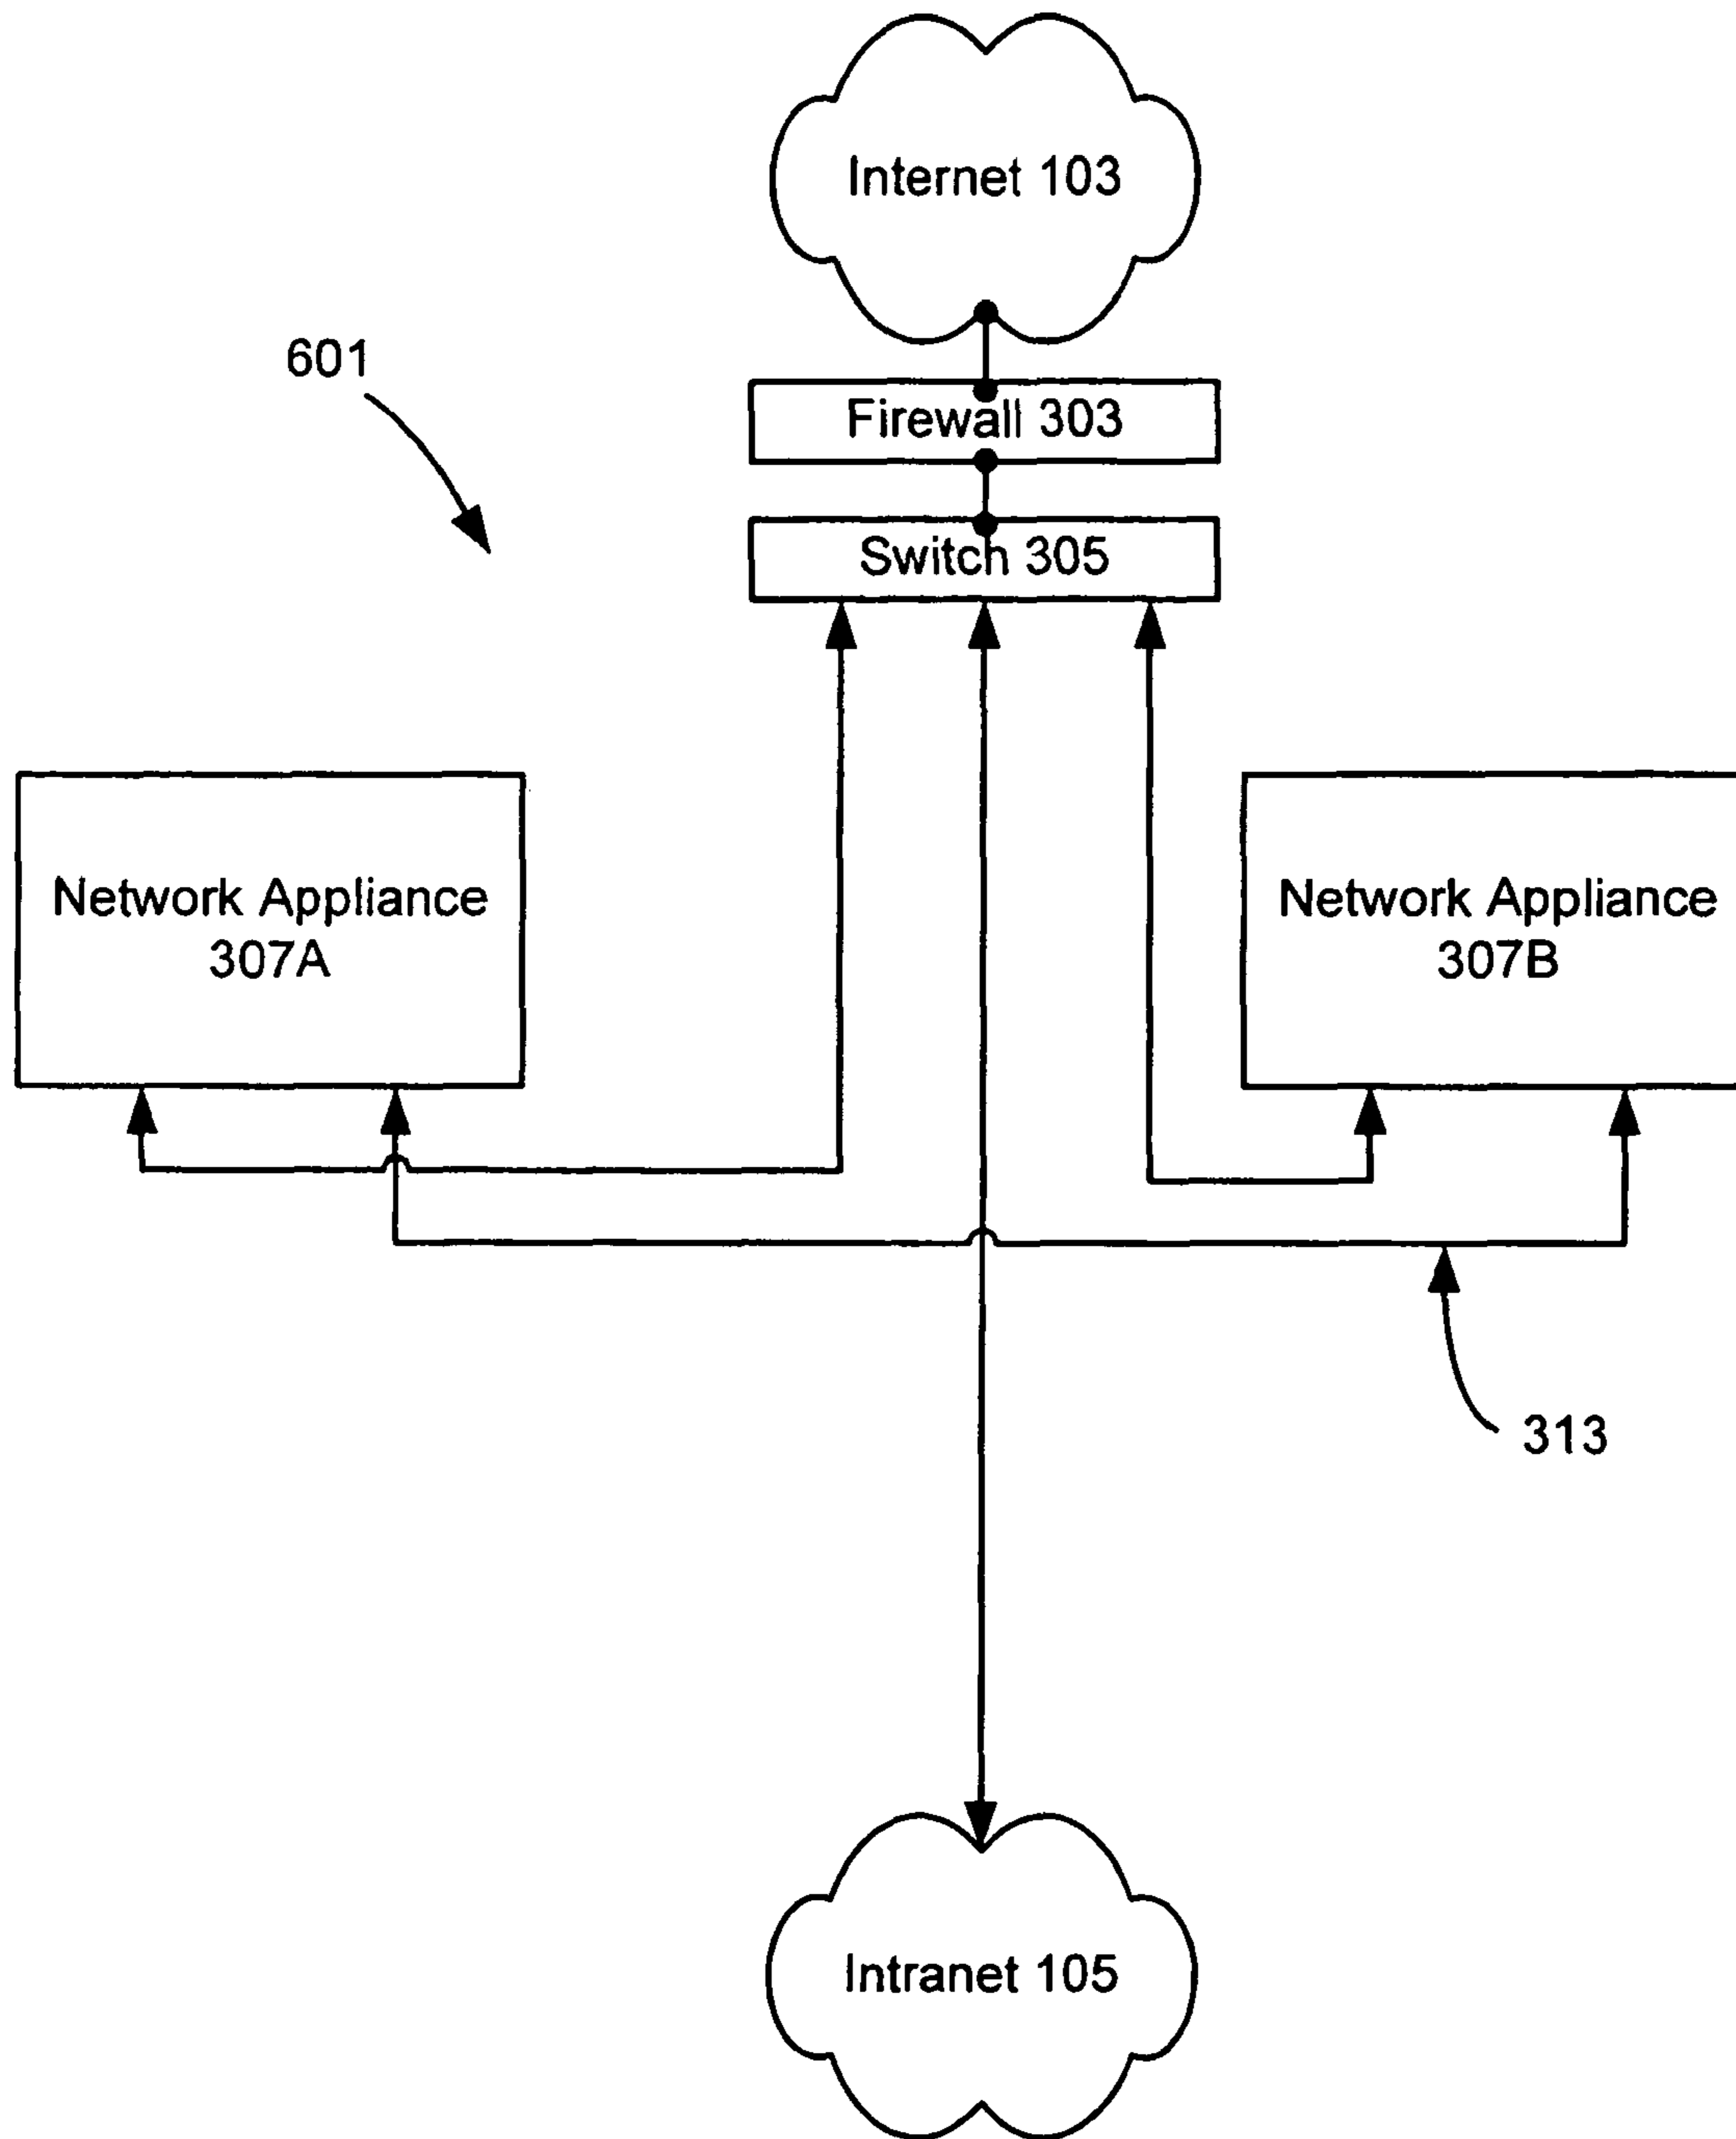 Internet 103
601
Firewall 303
Switch 305
Network Appliance
307A
Network Appliance
307B
313
Intranet 105